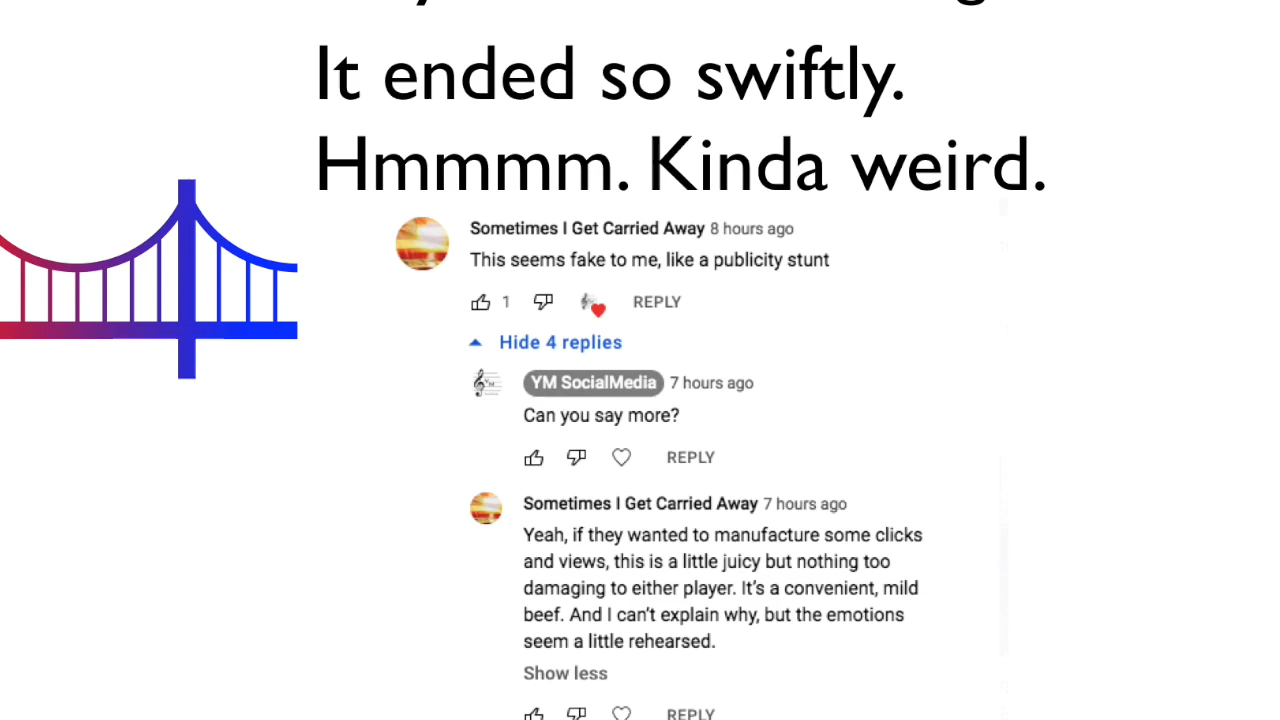 It ended so swiftly.
Hmmmm. Kinda weird.
Sometimes I Get Carried Away 8 hours ago
This seems fake to me, like a publicity stunt
1 REPLY
Hide 4 replies
YM SocialMedia 7 hours ago
Can you say more?
REPLY
Sometimes I Get Carried Away 7 hours ago
Yeah, if they wanted to manufacture some clicks
and views, this is a little juicy but nothing too
damaging to either player. It's a convenient, mild
beef. And I can't explain why, but the emotions
seem a little rehearsed.
Show less
REPLY